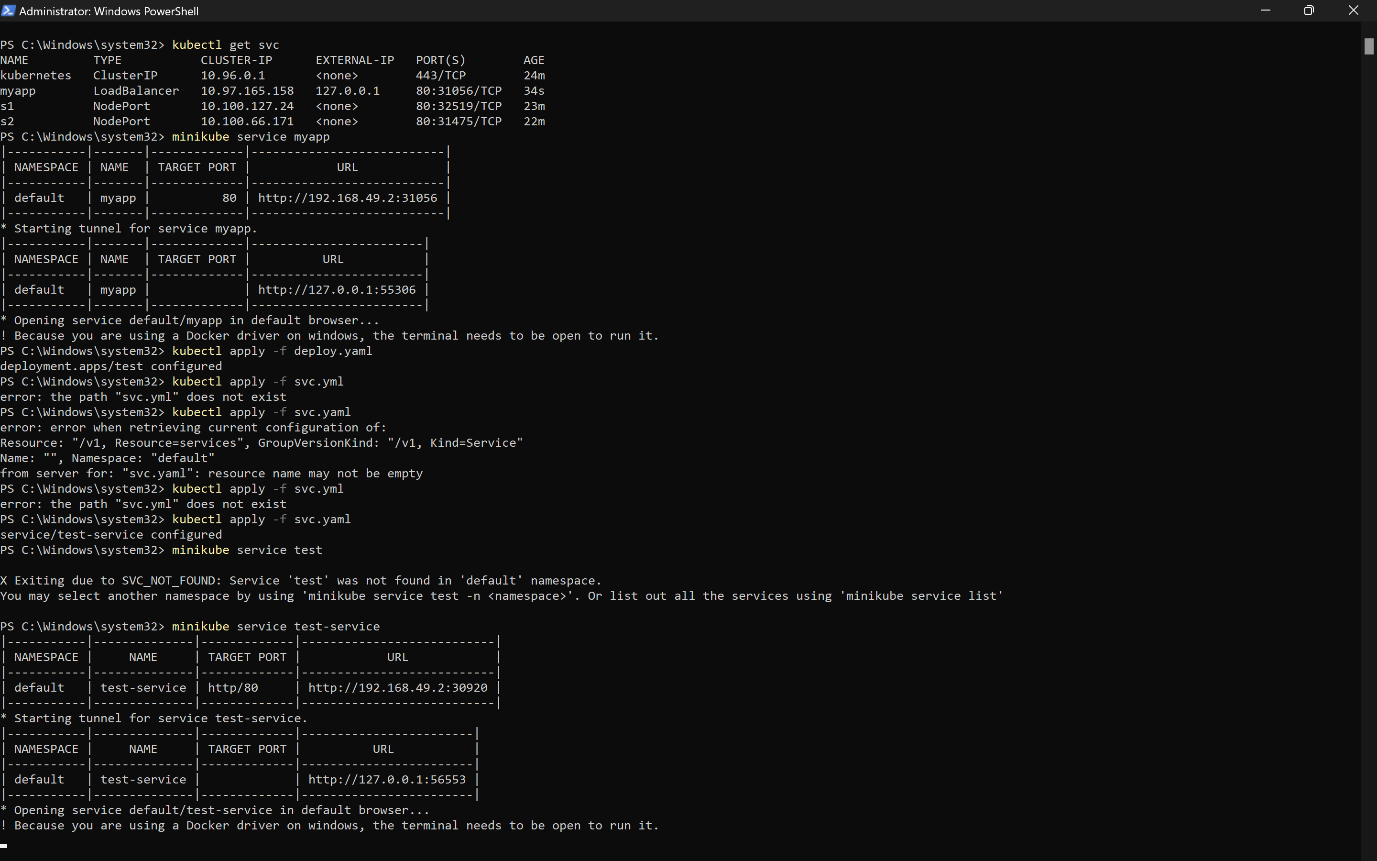 Administrator: Windows PowerShell
PS C:\Windows\system32> kubectl get svc
NAME         TYPE           CLUSTER-IP      EXTERNAL-IP   PORT(S)        AGE
kubernetes   ClusterIP      10.96.0.1       <none>        443/TCP        24m
myapp        LoadBalancer   10.97.165.158   127.0.0.1     80:31056/TCP   34s
s1           NodePort       10.100.127.24   <none>        80:32519/TCP   23m
s2           NodePort       10.100.66.171   <none>        80:31475/TCP   22m
PS C:\Windows\system32> minikube service myapp
|-----------|-------|-------------|---------------------------|
| NAMESPACE | NAME  | TARGET PORT |            URL            |
|-----------|-------|-------------|---------------------------|
| default   | myapp |          80 | http://192.168.49.2:31056 |
|-----------|-------|-------------|---------------------------|
* Starting tunnel for service myapp.
|-----------|-------|-------------|------------------------|
| NAMESPACE | NAME  | TARGET PORT |          URL           |
|-----------|-------|-------------|------------------------|
| default   | myapp |             | http://127.0.0.1:55306 |
|-----------|-------|-------------|------------------------|
* Opening service default/myapp in default browser...
! Because you are using a Docker driver on windows, the terminal needs to be open to run it.
PS C:\Windows\system32> kubectl apply -f deploy.yaml
deployment.apps/test configured
PS C:\Windows\system32> kubectl apply -f svc.yml
error: the path "svc.yml" does not exist
PS C:\Windows\system32> kubectl apply -f svc.yaml
error: error when retrieving current configuration of:
Resource: "/v1, Resource=services", GroupVersionKind: "/v1, Kind=Service"
Name: "", Namespace: "default"
from server for: "svc.yaml": resource name may not be empty
PS C:\Windows\system32> kubectl apply -f svc.yml
error: the path "svc.yml" does not exist
PS C:\Windows\system32> kubectl apply -f svc.yaml
service/test-service configured
PS C:\Windows\system32> minikube service test
X Exiting due to SVC_NOT_FOUND: Service 'test' was not found in 'default' namespace.
You may select another namespace by using 'minikube service test -n <namespace>'. Or list out all the services using 'minikube service list'
PS C:\Windows\system32> minikube service test-service
|-----------|--------------|-------------|---------------------------|
| NAMESPACE |     NAME     | TARGET PORT |            URL            |
|-----------|--------------|-------------|---------------------------|
| default   | test-service | http/80     | http://192.168.49.2:30920 |
|-----------|--------------|-------------|---------------------------|
* Starting tunnel for service test-service.
|-----------|--------------|-------------|------------------------|
| NAMESPACE |     NAME     | TARGET PORT |          URL           |
|-----------|--------------|-------------|------------------------|
| default   | test-service |             | http://127.0.0.1:56553 |
|-----------|--------------|-------------|------------------------|
* Opening service default/test-service in default browser...
! Because you are using a Docker driver on windows, the terminal needs to be open to run it.